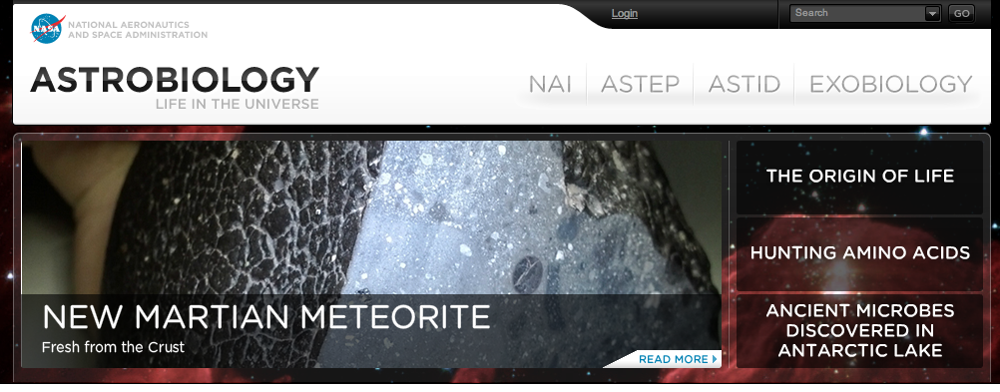 Login
Search
GO
NASA
NATIONAL AERONAUTICS
AND SPACE ADMINISTRATION
ASTROBIOLOGY
LIFE IN THE UNIVERSE
NAI
ASTEP
ASTID
EXOBIOLOGY
NEW MARTIAN METEORITE
Fresh from the Crust
READ MORE
THE ORIGIN OF LIFE
HUNTING AMINO ACIDS
ANCIENT MICROBES
DISCOVERED IN
ANTARCTIC LAKE